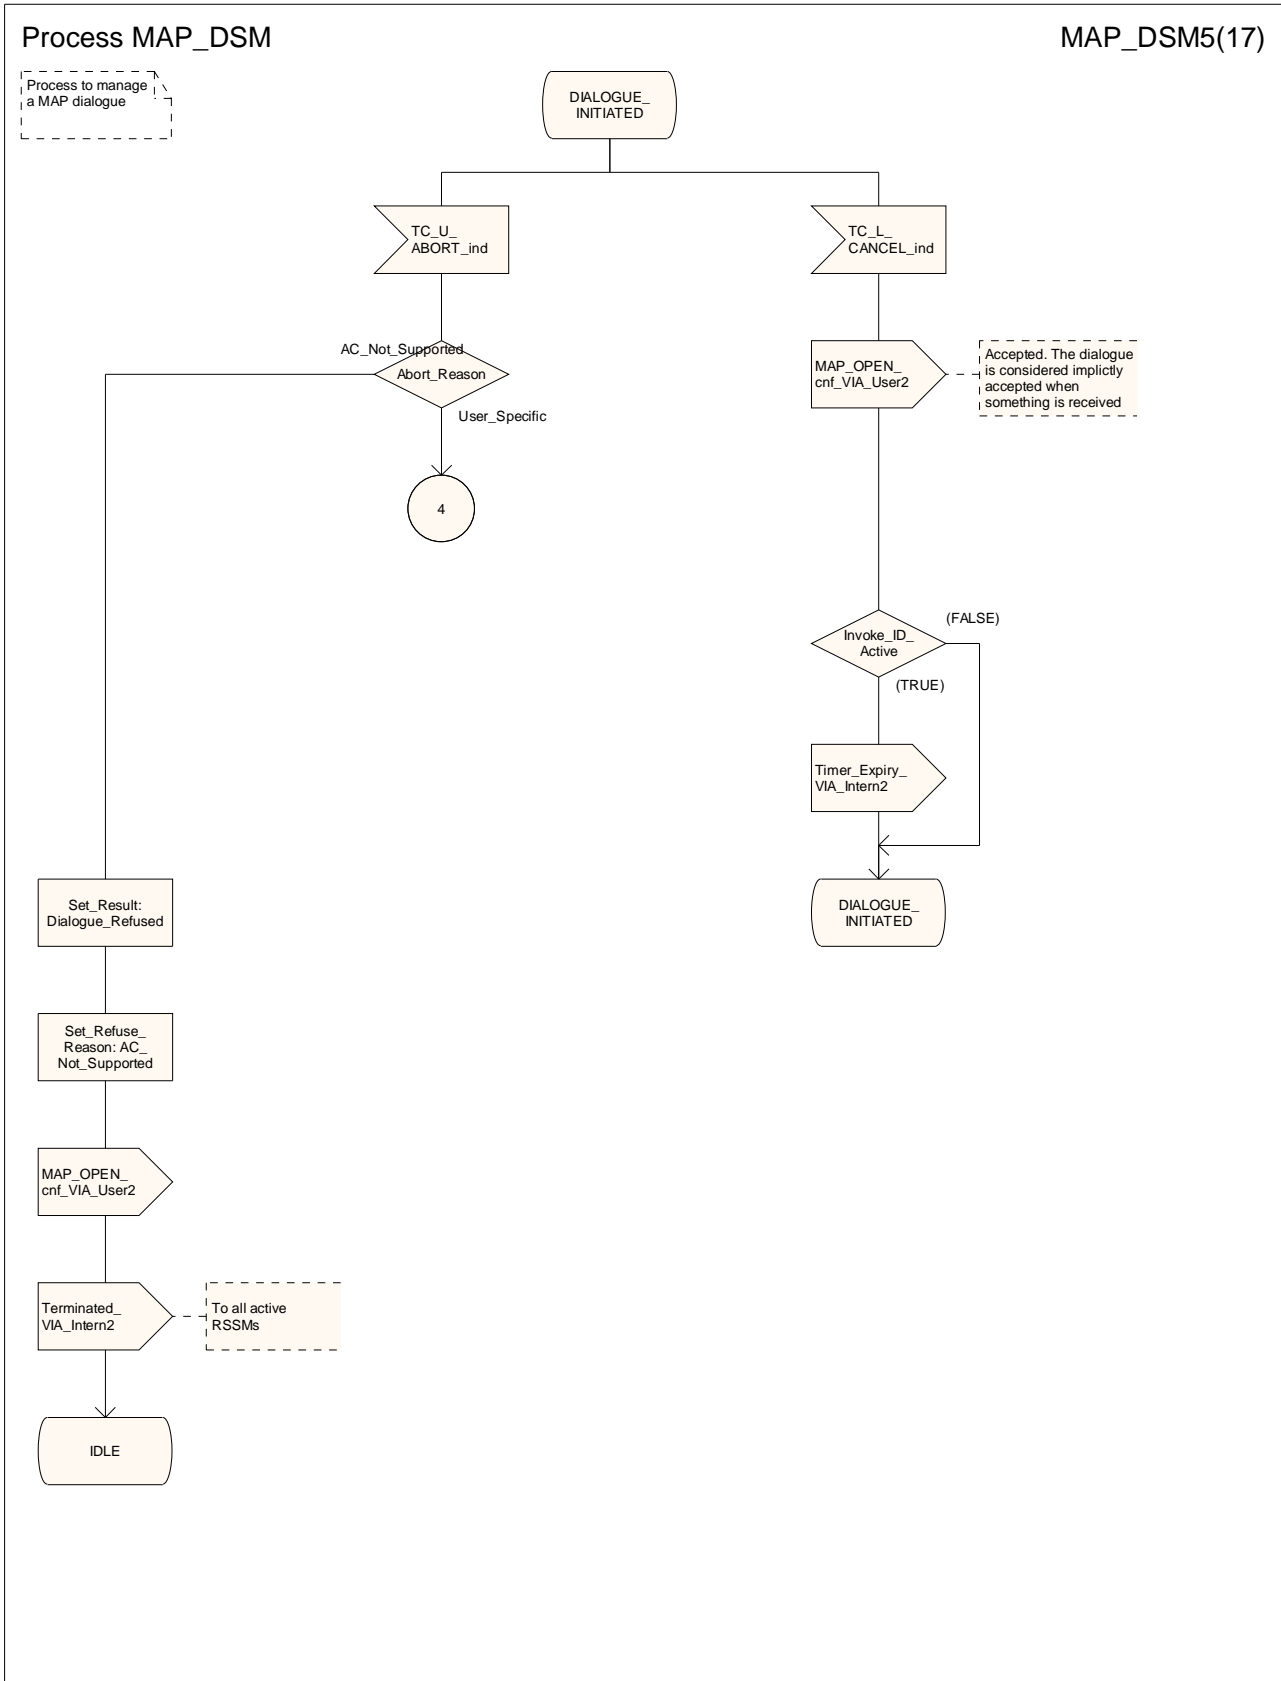 Process MAP_DSM
MAP_DSM5(17)
Process to manage
a MAP dialogue
DIALOGUE_
INITIATED
TC_U_
ABORT_ind
TC_L_
CANCEL_ind
AC_Not_Supported
Abort_Reason
User_Specific
4
MAP_OPEN_
cnf_VIA_User2
Accepted. The dialogue
is considered implictly
accepted when
something is received
(FALSE)
Invoke_ID_
Active
(TRUE)
Timer_Expiry_
VIA_Intern2
DIALOGUE_
INITIATED
Set_Result:
Dialogue_Refused
Set_Refuse_
Reason: AC_
Not_Supported
MAP_OPEN_
cnf_VIA_User2
Terminated_
VIA_Intern2
To all active
RSSMs
IDLE